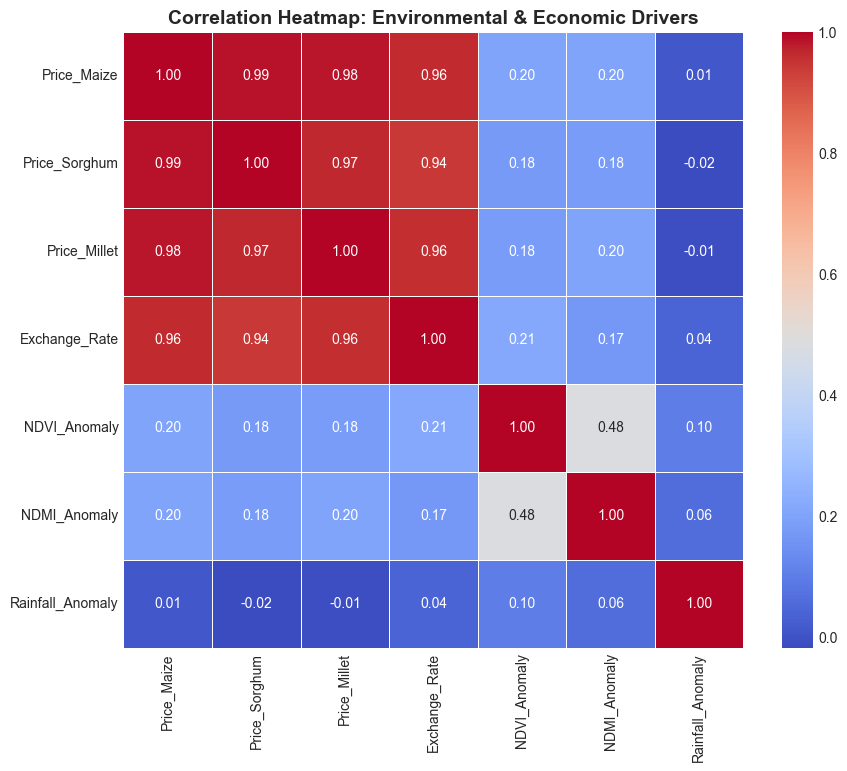 Correlation Heatmap: Environmental & Economic Drivers
Price_Maize 1.00 0.99 0.98 0.96 0.20 0.20 0.01
Price_Sorghum 0.99 1.00 0.97 0.94 0.18 0.18 -0.02
Price_Millet 0.98 0.97 1.00 0.96 0.18 0.20 -0.01
Exchange_Rate 0.96 0.94 0.96 1.00 0.21 0.17 0.04
NDVI_Anomaly 0.20 0.18 0.18 0.21 1.00 0.48 0.10
NDMI_Anomaly 0.20 0.18 0.20 0.17 0.48 1.00 0.06
Rainfall_Anomaly 0.01 -0.02 -0.01 0.04 0.10 0.06 1.00
Price_Maize
Price_Sorghum
Price_Millet
Exchange_Rate
NDVI_Anomaly
NDMI_Anomaly
Rainfall_Anomaly
1.0
0.8
0.6
0.4
0.2
0.0